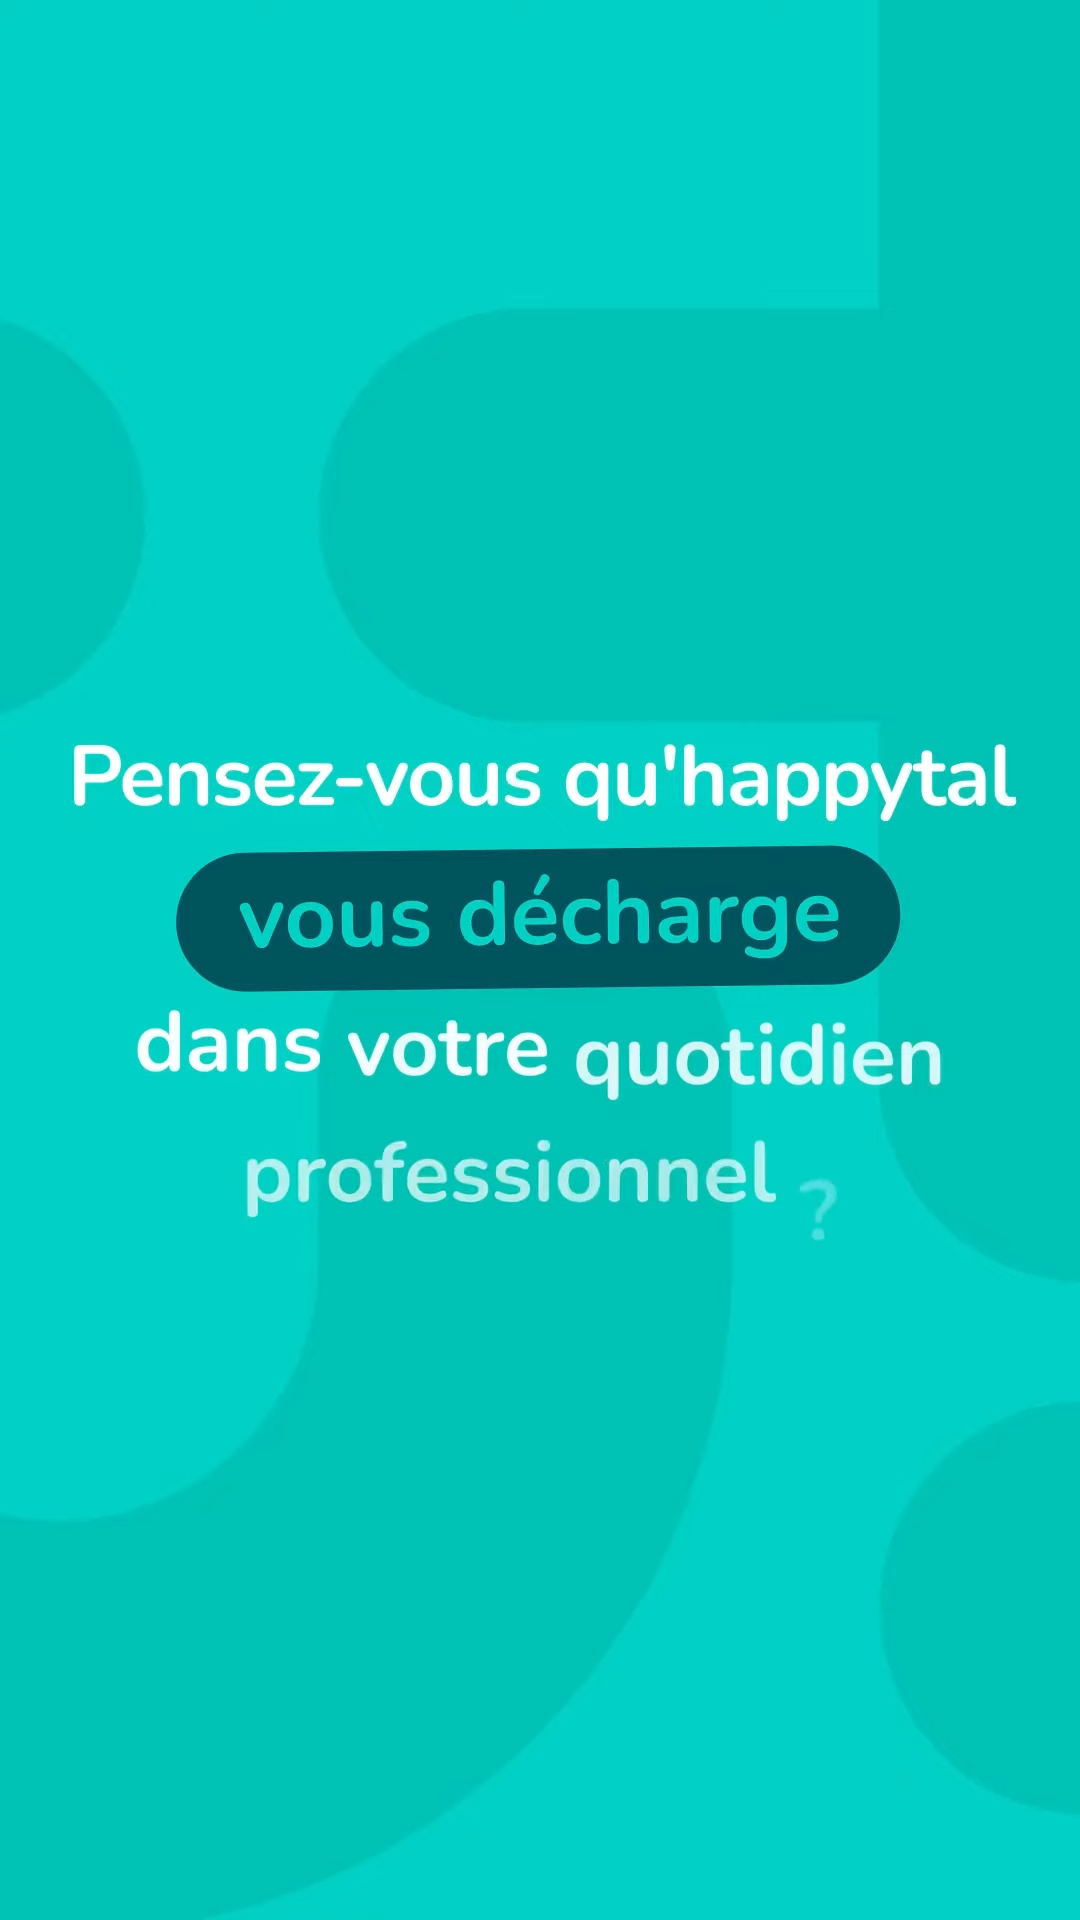 Pensez-vous qu'happytal
vous décharge
dans votre quotidien
professionnel ?